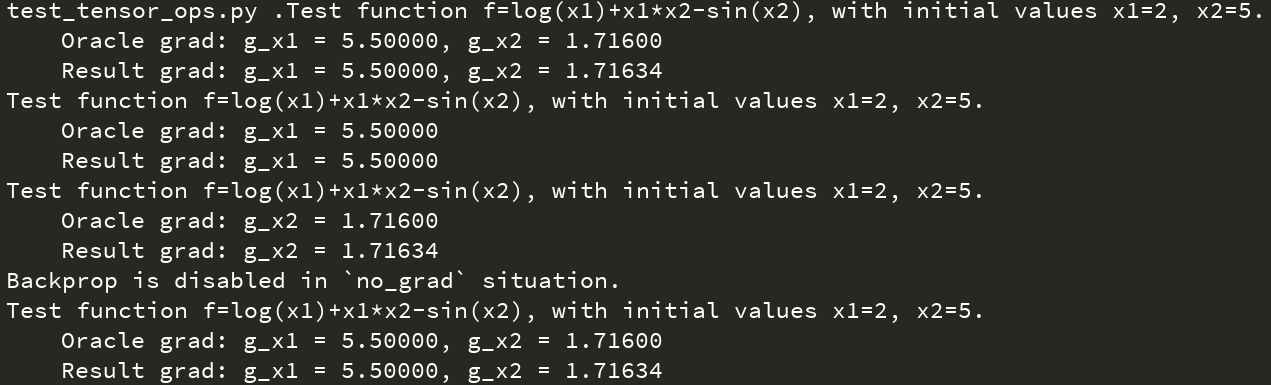 test_tensor_ops.py .Test function f=log(x1)+x1*x2-sin(x2), with initial values x1=2, x2=5.
    Oracle grad: g_x1 = 5.50000, g_x2 = 1.71600
    Result grad: g_x1 = 5.50000, g_x2 = 1.71634
Test function f=log(x1)+x1*x2-sin(x2), with initial values x1=2, x2=5.
    Oracle grad: g_x1 = 5.50000
    Result grad: g_x1 = 5.50000
Test function f=log(x1)+x1*x2-sin(x2), with initial values x1=2, x2=5.
    Oracle grad: g_x2 = 1.71600
    Result grad: g_x2 = 1.71634
Backprop is disabled in `no_grad` situation.
Test function f=log(x1)+x1*x2-sin(x2), with initial values x1=2, x2=5.
    Oracle grad: g_x1 = 5.50000, g_x2 = 1.71600
    Result grad: g_x1 = 5.50000, g_x2 = 1.71634